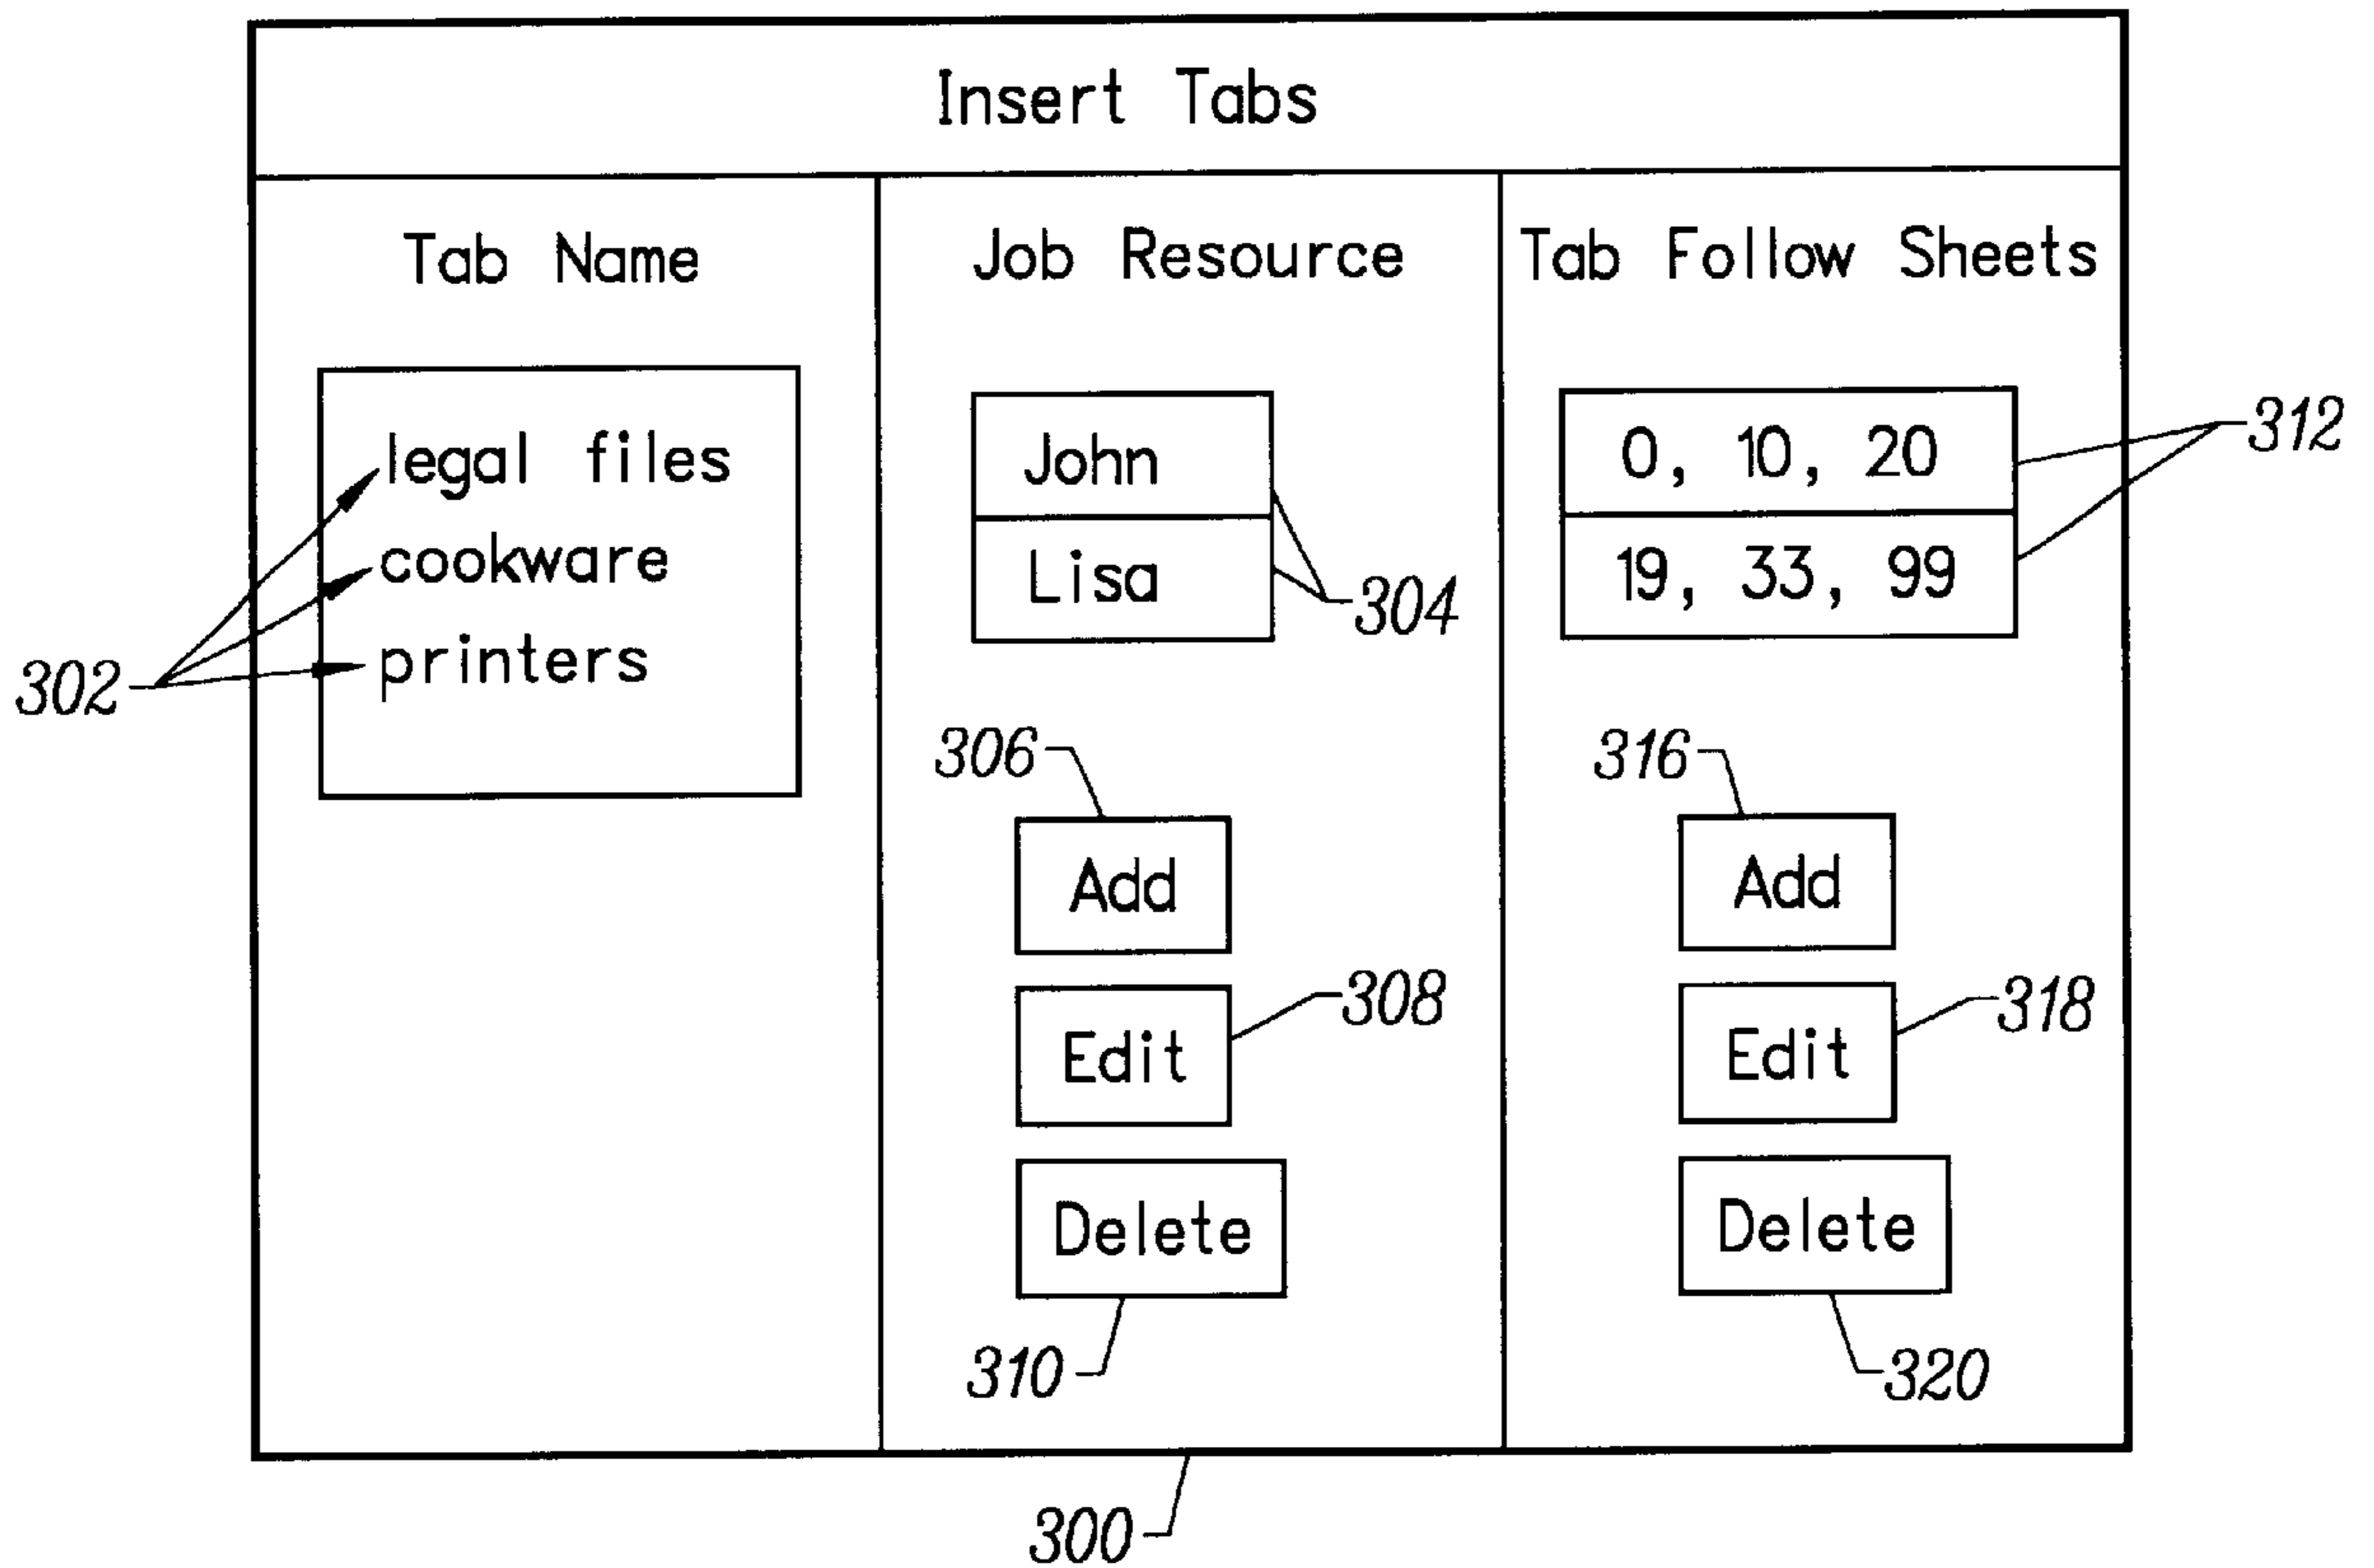 Insert Tabs
Tab Name
Job Resource
Tab Follow Sheets
legal files
cookware
printers
302
John
Lisa
304
0, 10, 20
19, 33, 99
312
306
Add
308
Edit
Delete
310
316
Add
318
Edit
Delete
320
300